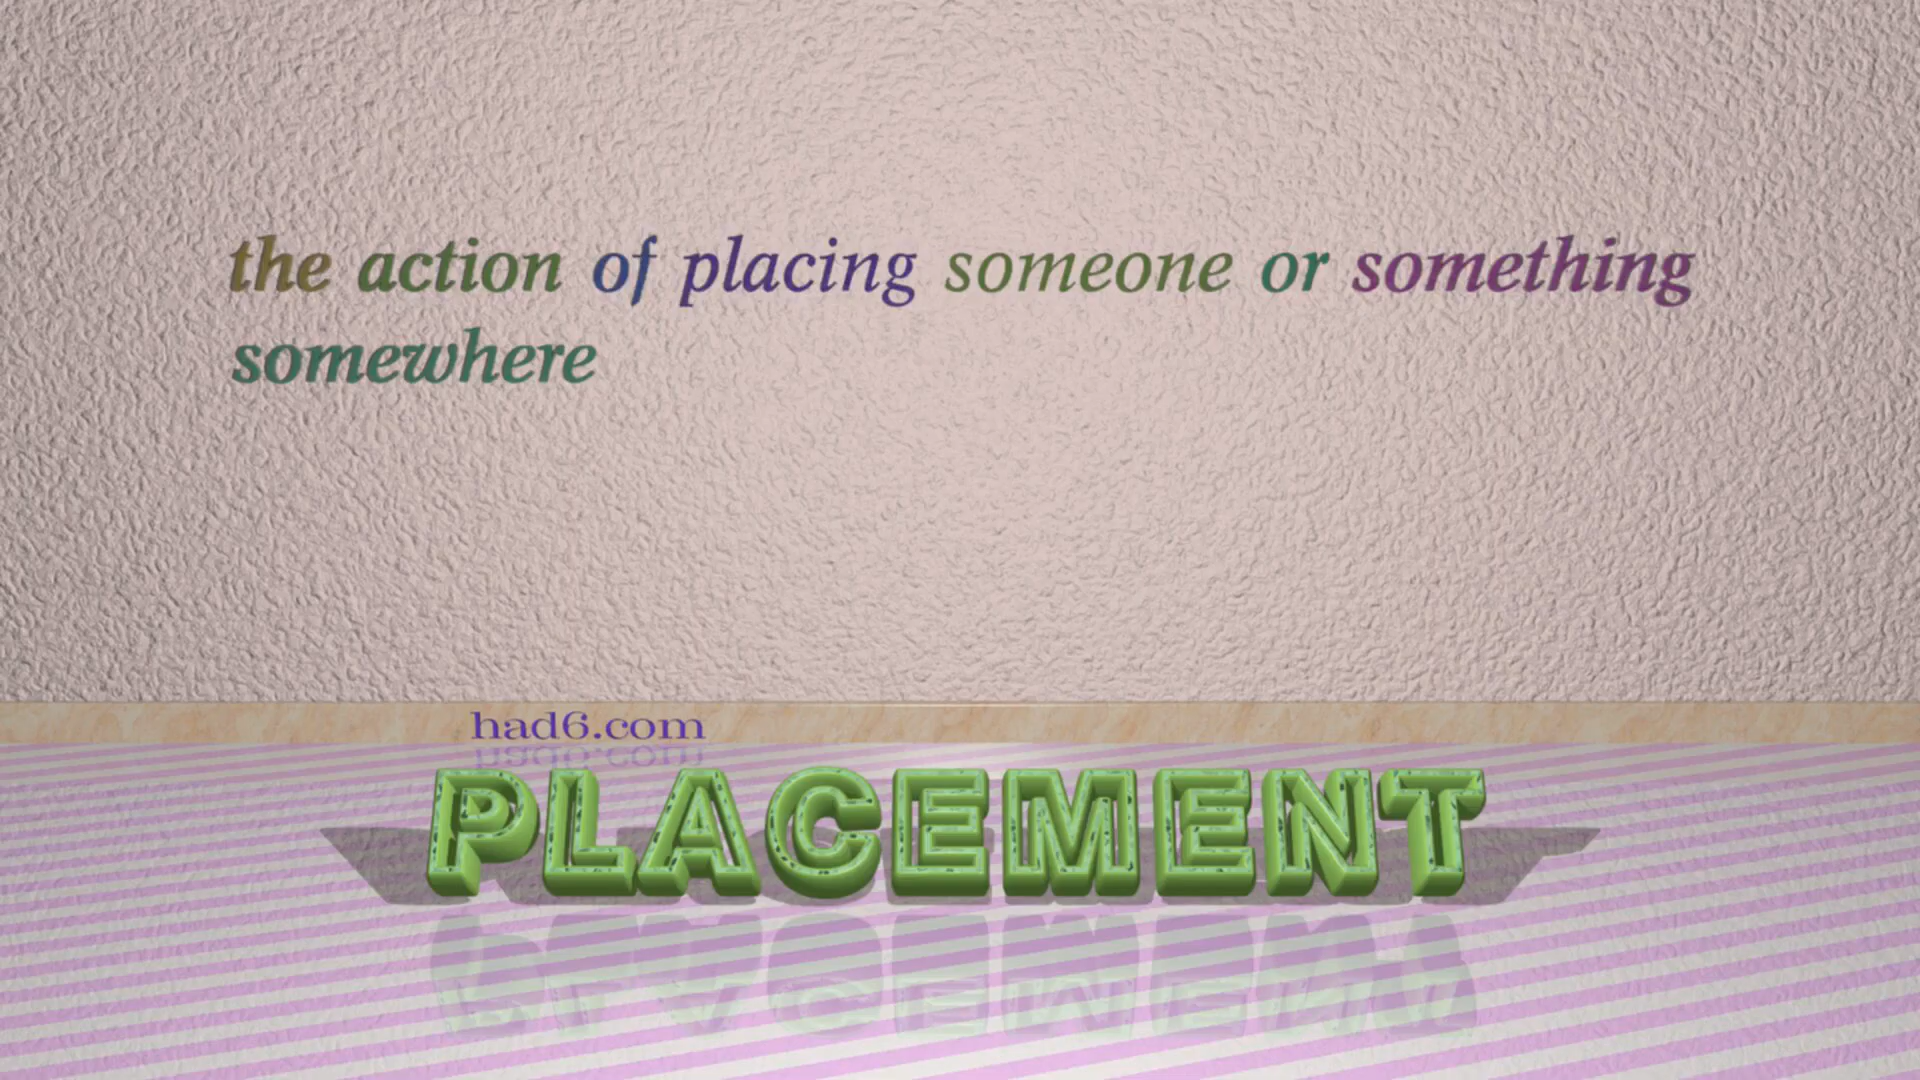 the action of placing someone or something
somewhere
had6.com
PLACEMENT